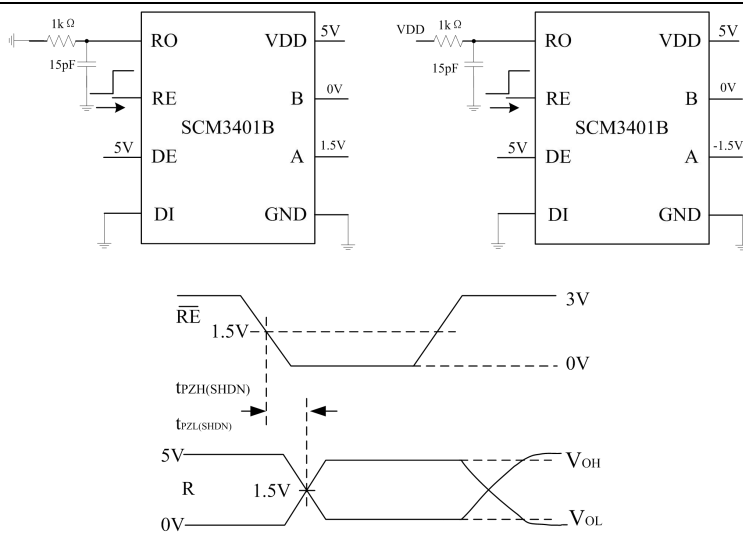 1k Ω
15pF
RO
VDD
5V
RE
B
0V
SCM3401B
5V
DE
A
1.5V
DI
GND
VDD
1k Ω
15pF
RO
VDD
5V
RE
B
0V
SCM3401B
5V
DE
A
-1.5V
DI
GND
RE
1.5V
3V
0V
tPZH(SHDN)
tPZL(SHDN)
5V
R
1.5V
0V
VOH
VOL